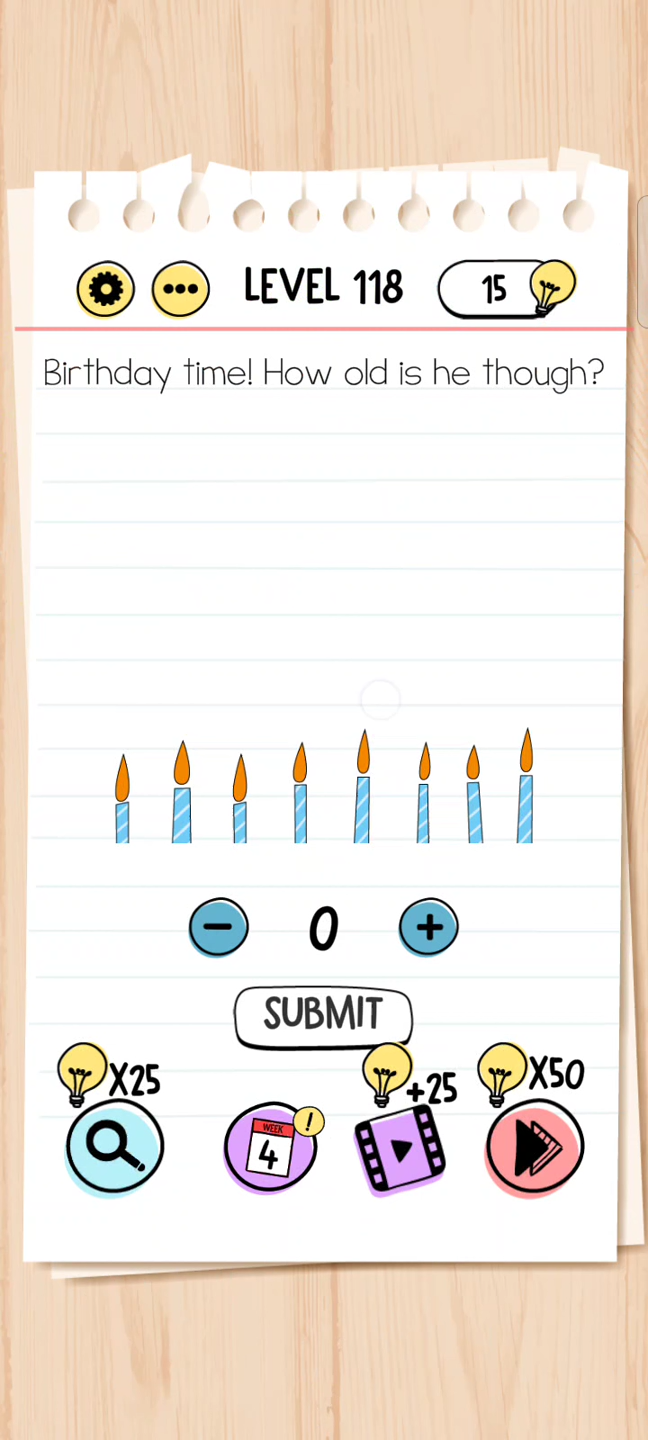 LEVEL 118
15
Birthday time! How old is he though?
0
SUBMIT
X25
+25
X50
WEEK
4
!